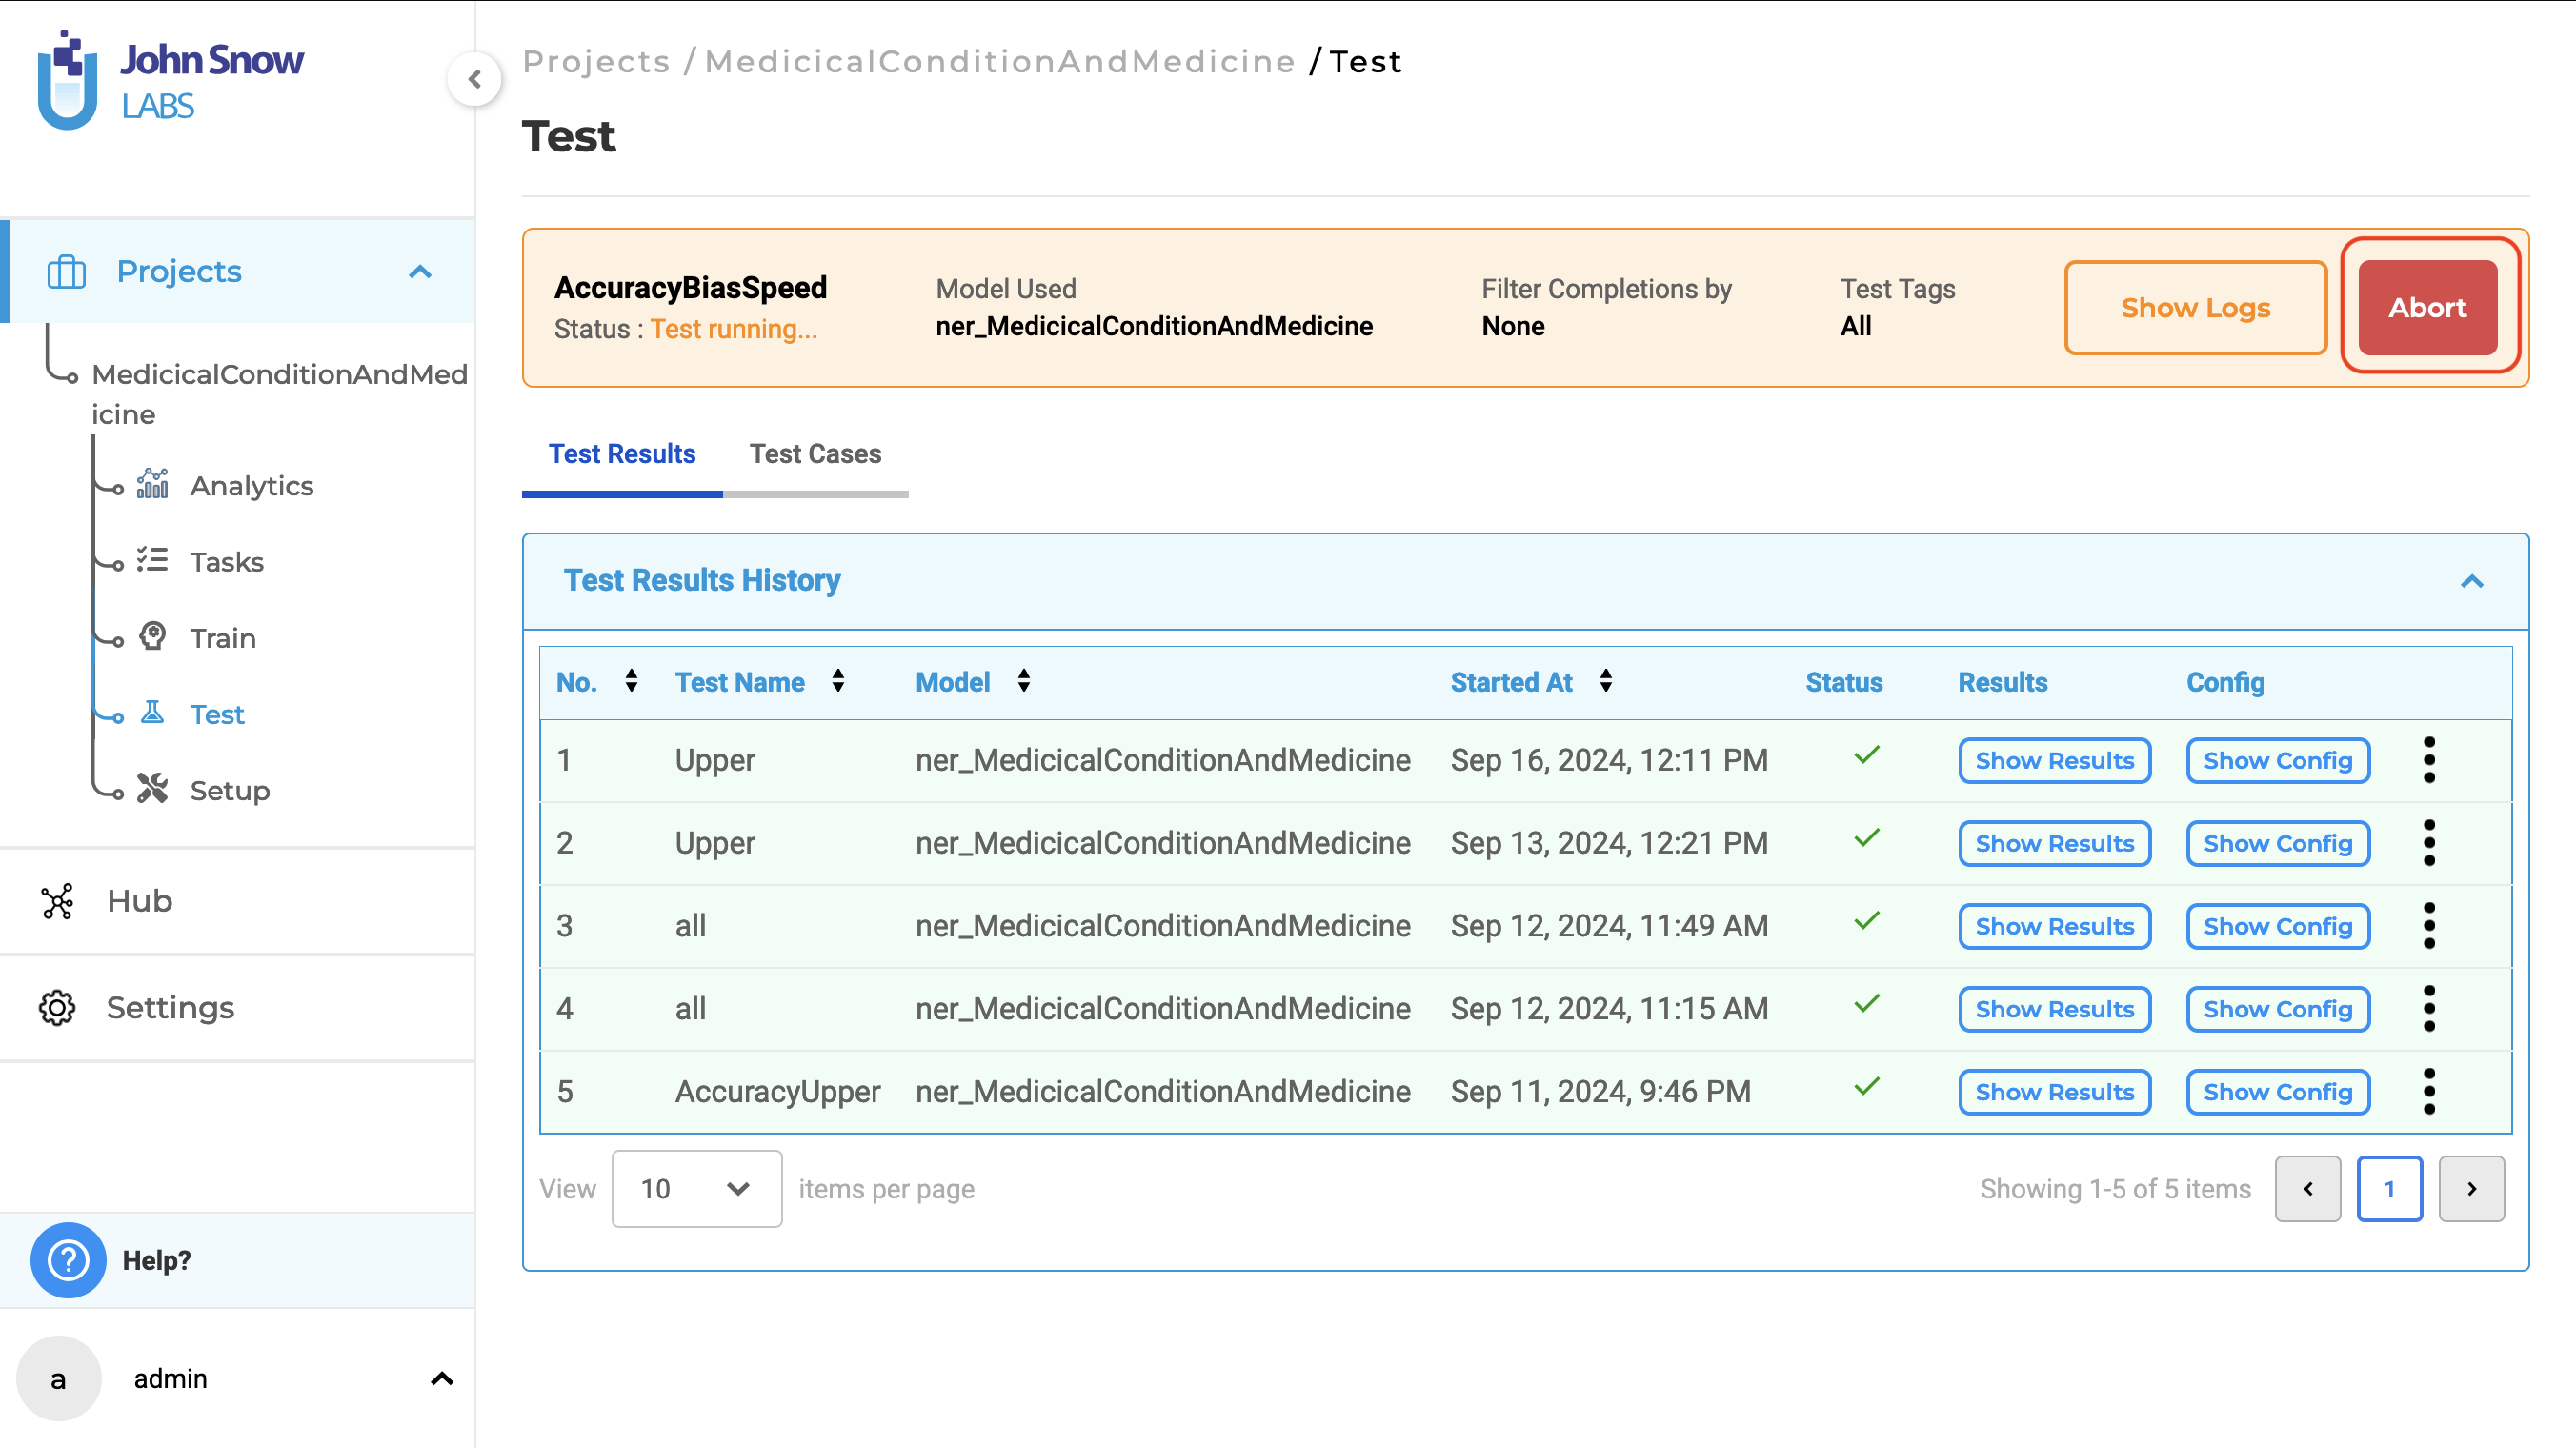 John Snow
LABS
Projects / MedicicalConditionAndMedicine / Test
Test
Projects
MedicicalConditionAndMed
icine
Analytics
Tasks
Train
Test
Setup
Hub
Settings
Help?
a admin
AccuracyBiasSpeed
Status : Test running...
Model Used
ner_MedicicalConditionAndMedicine
Filter Completions by
None
Test Tags
All
Show Logs
Abort
Test Results Test Cases
Test Results History
No. Test Name Model Started At Status Results Config
1 Upper ner_MedicicalConditionAndMedicine Sep 16, 2024, 12:11 PM Show Results Show Config
2 Upper ner_MedicicalConditionAndMedicine Sep 13, 2024, 12:21 PM Show Results Show Config
3 all ner_MedicicalConditionAndMedicine Sep 12, 2024, 11:49 AM Show Results Show Config
4 all ner_MedicicalConditionAndMedicine Sep 12, 2024, 11:15 AM Show Results Show Config
5 AccuracyUpper ner_MedicicalConditionAndMedicine Sep 11, 2024, 9:46 PM Show Results Show Config
View 10 items per page Showing 1-5 of 5 items 1